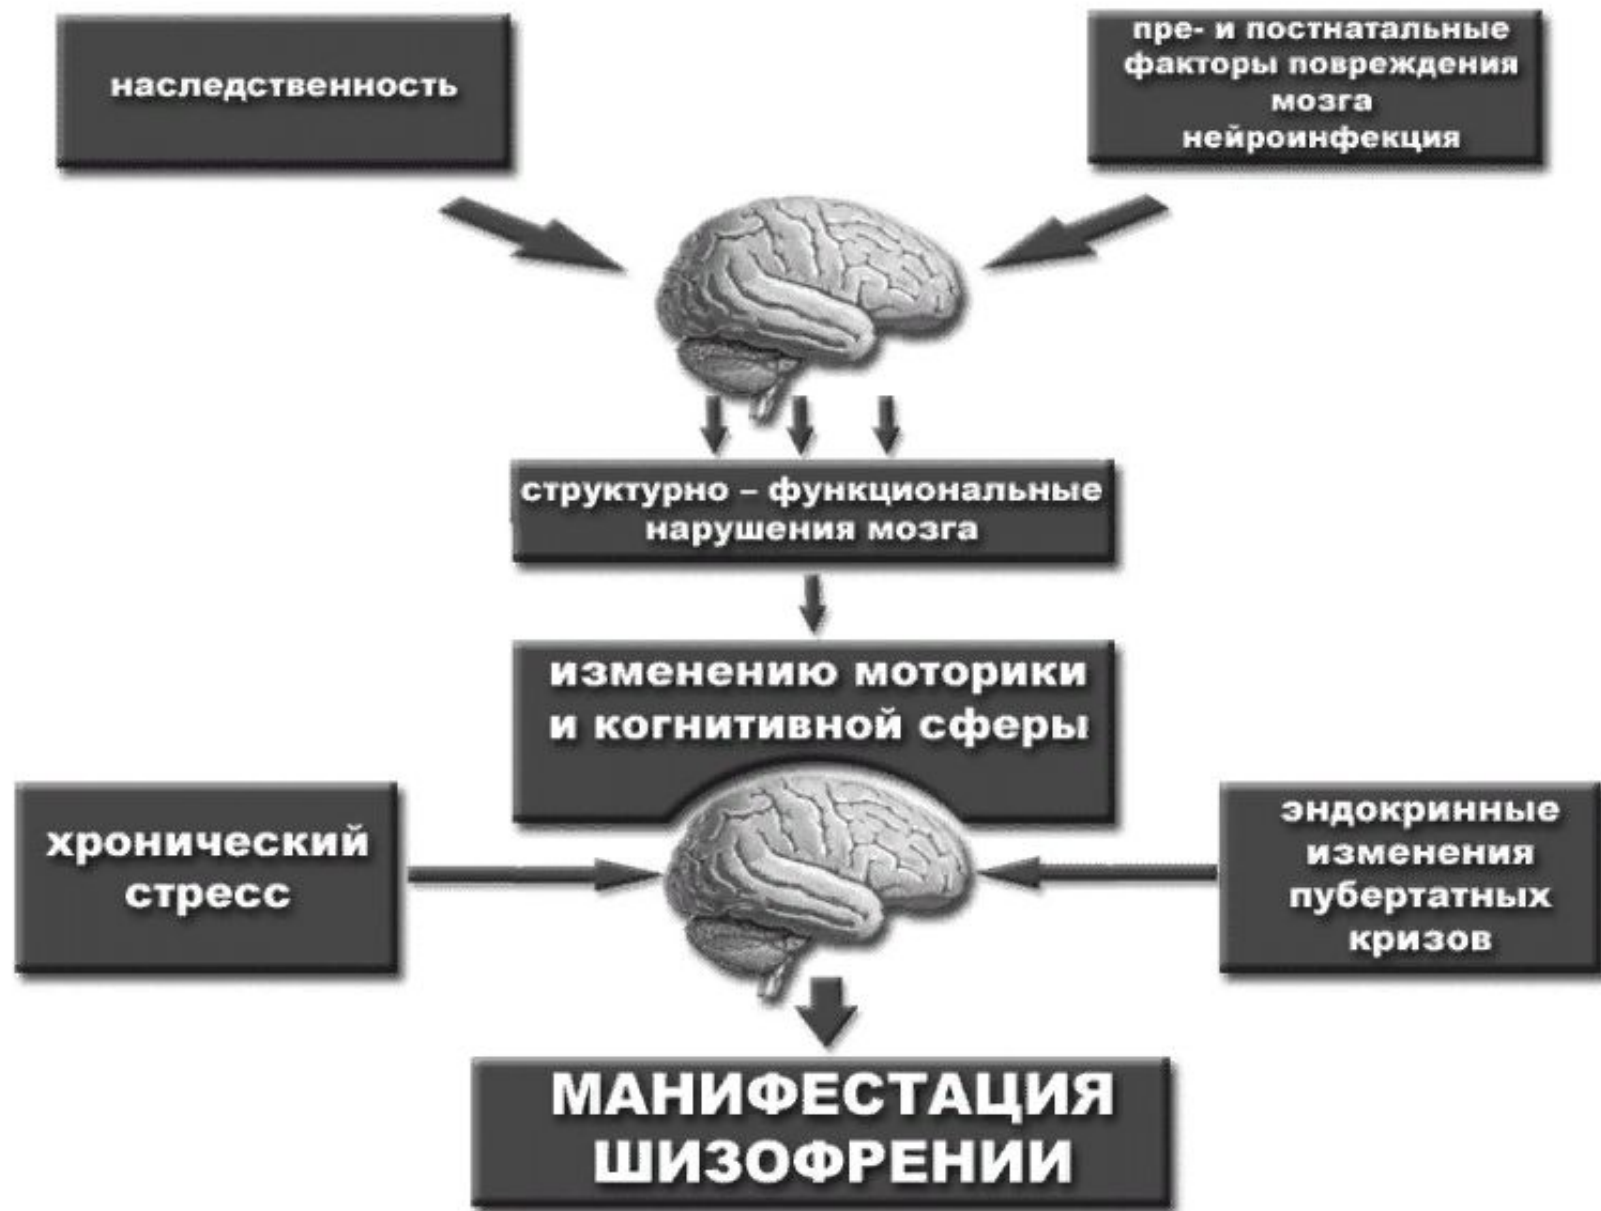 наследственность
пре- и постнатальные
факторы повреждения
мозга
нейроинфекция
структурно – функциональные
нарушения мозга
изменению моторики
и когнитивной сферы
хронический
стресс
эндокринные
изменения
пубертатных
кризов
МАНИФЕСТАЦИЯ
ШИЗОФРЕНИИ